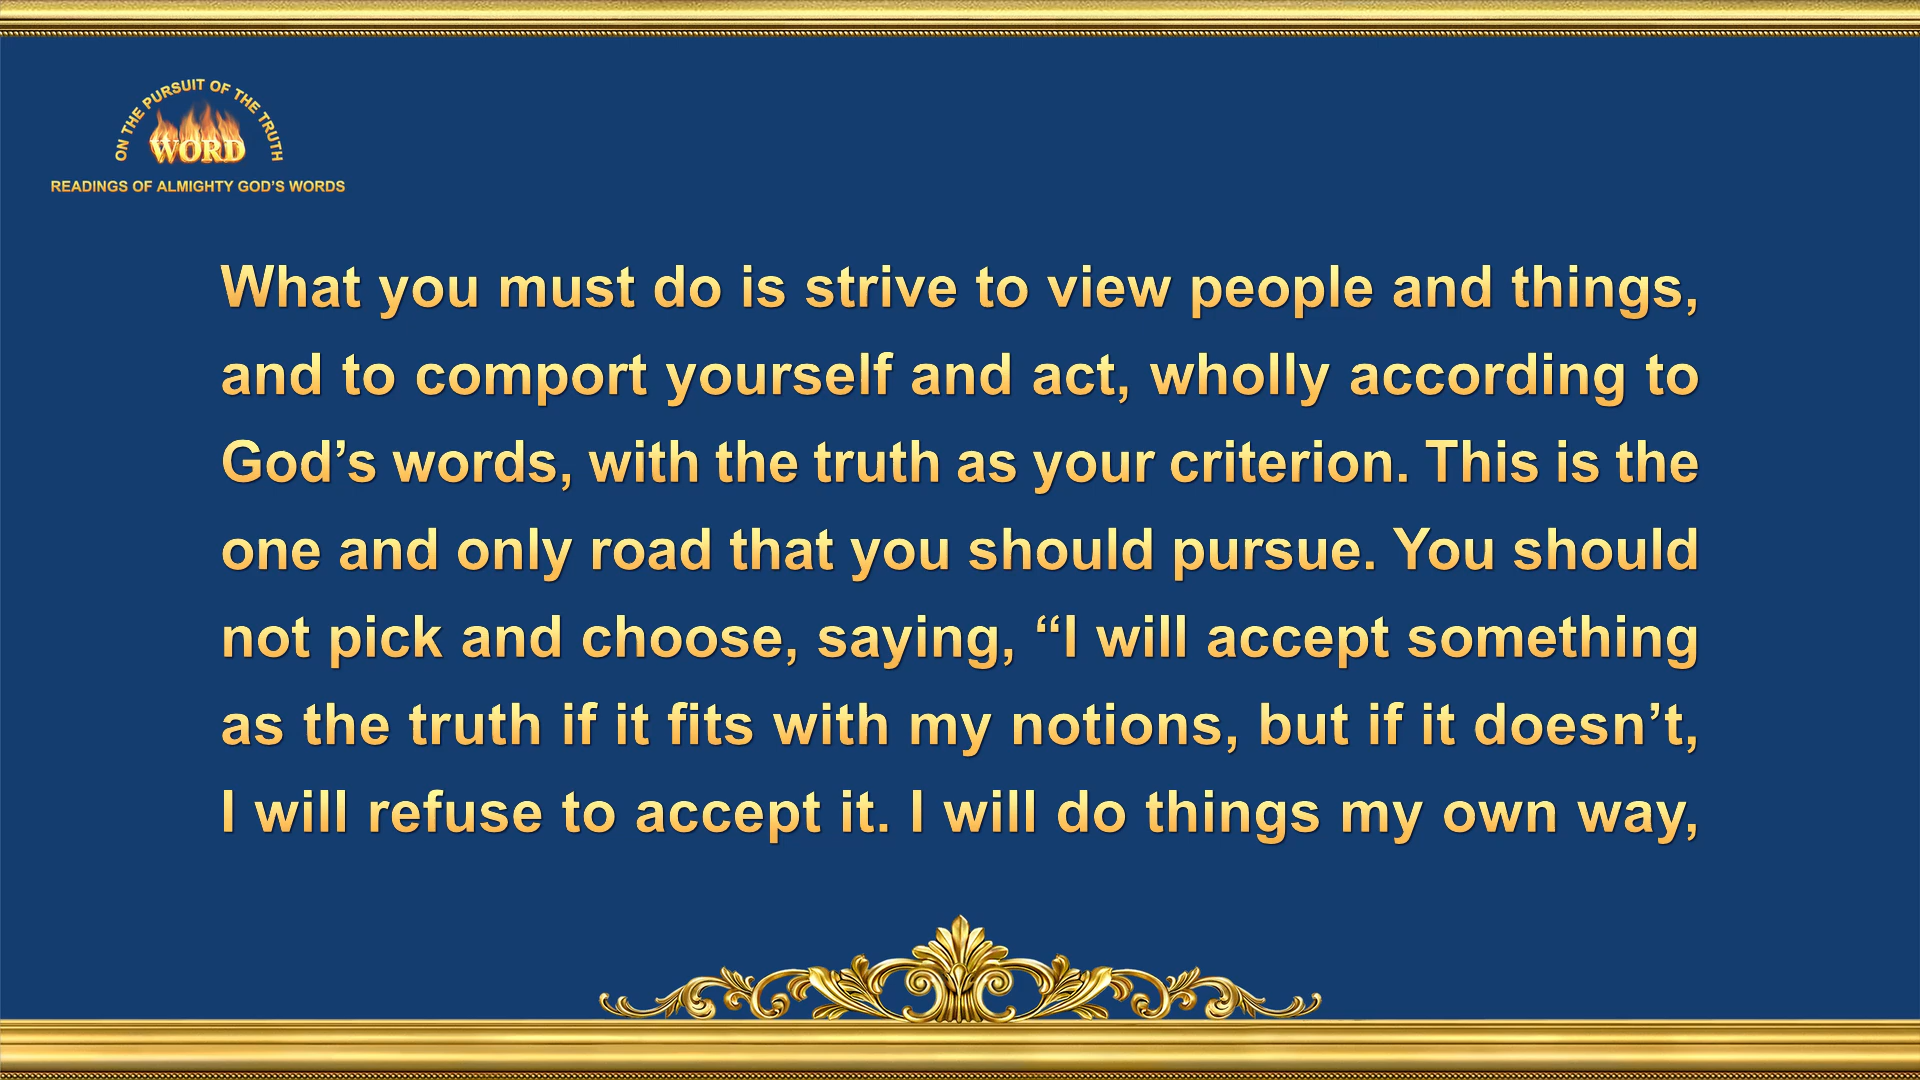 ON THE PURSUIT OF THE TRUTH
WORD
READINGS OF ALMIGHTY GOD’S WORDS
What you must do is strive to view people and things,
and to comport yourself and act, wholly according to
God’s words, with the truth as your criterion. This is the
one and only road that you should pursue. You should
not pick and choose, saying, “I will accept something
as the truth if it fits with my notions, but if it doesn’t,
I will refuse to accept it. I will do things my own way,